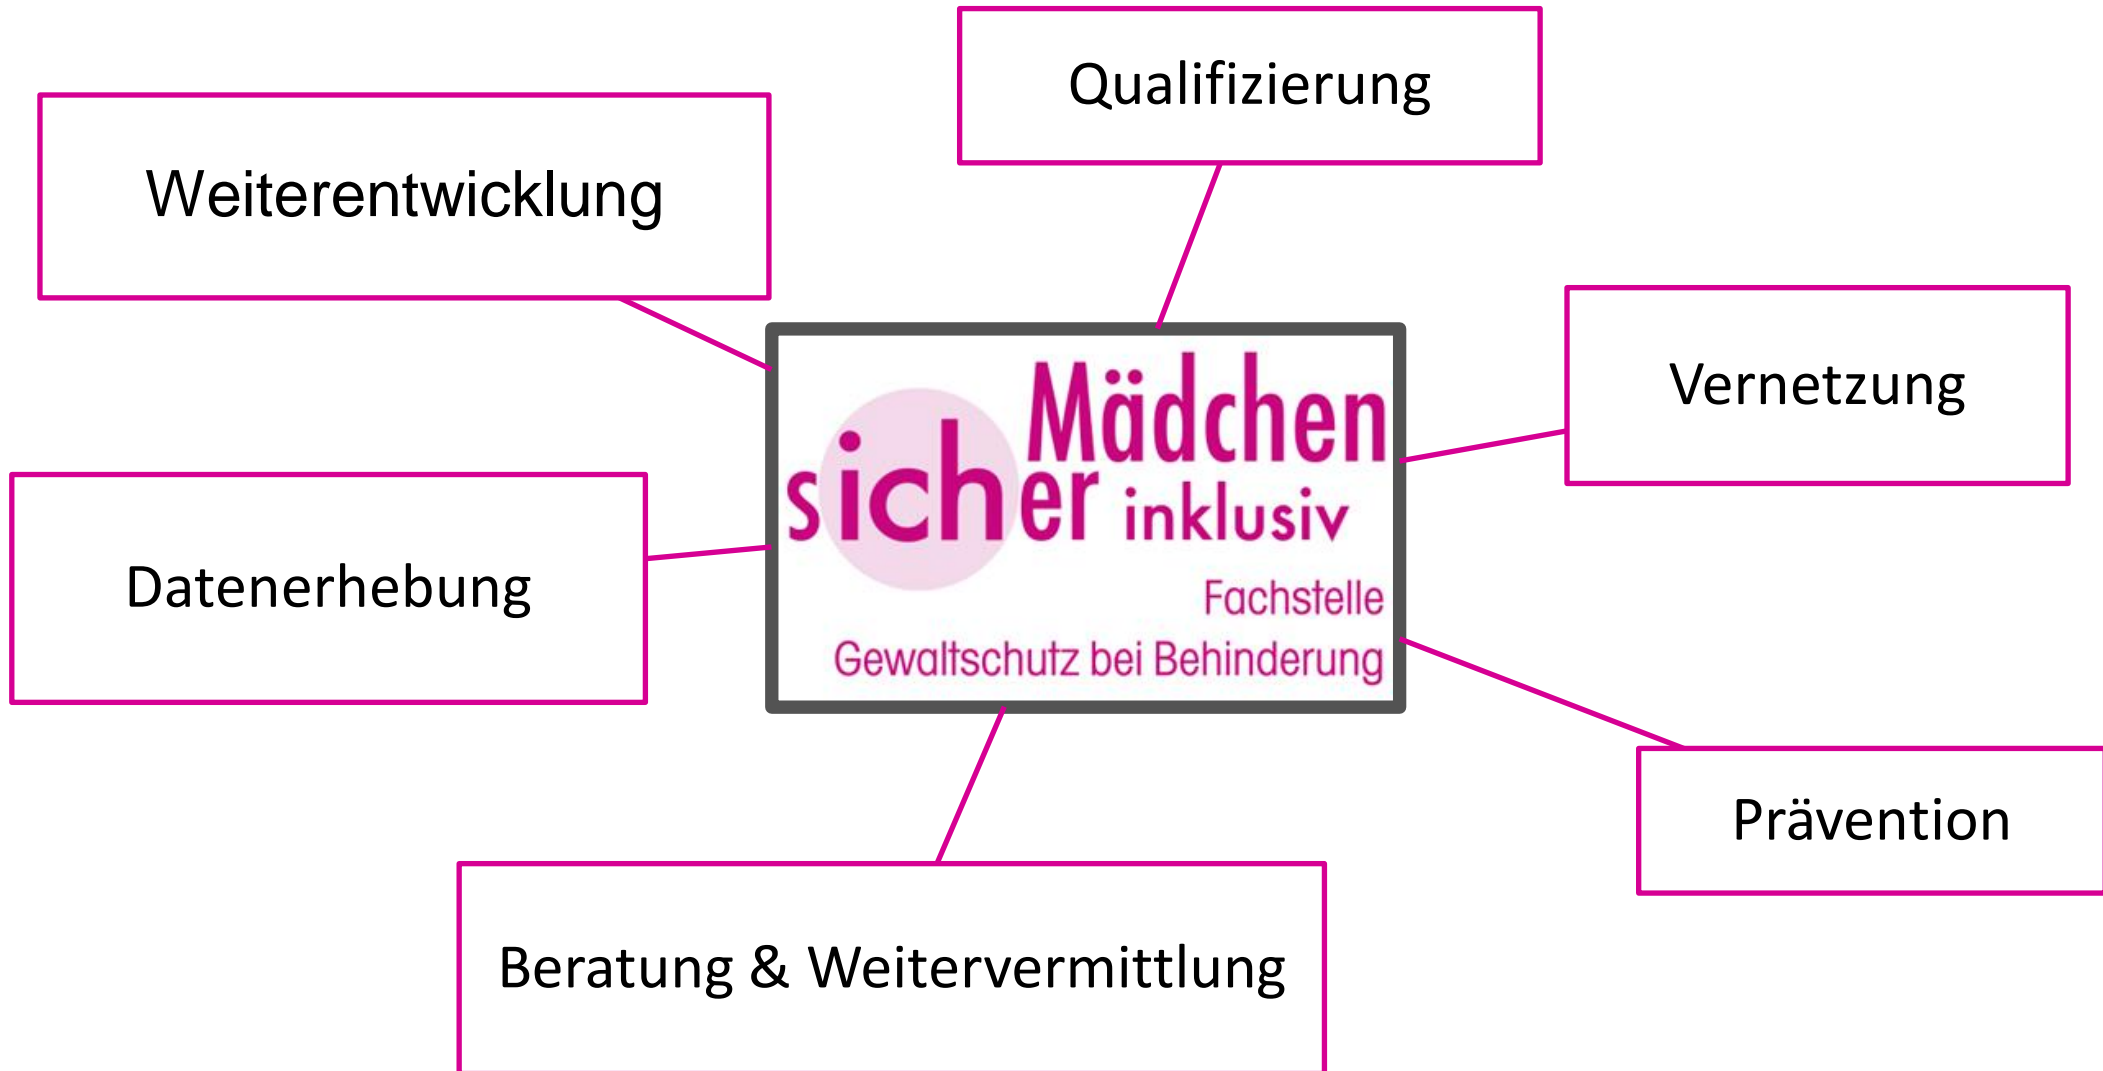 Qualifizierung
Weiterentwicklung
Vernetzung
Mädchen
sicher inklusiv
Fachstelle
Gewaltschutz bei Behinderung
Datenerhebung
Prävention
Beratung & Weitervermittlung